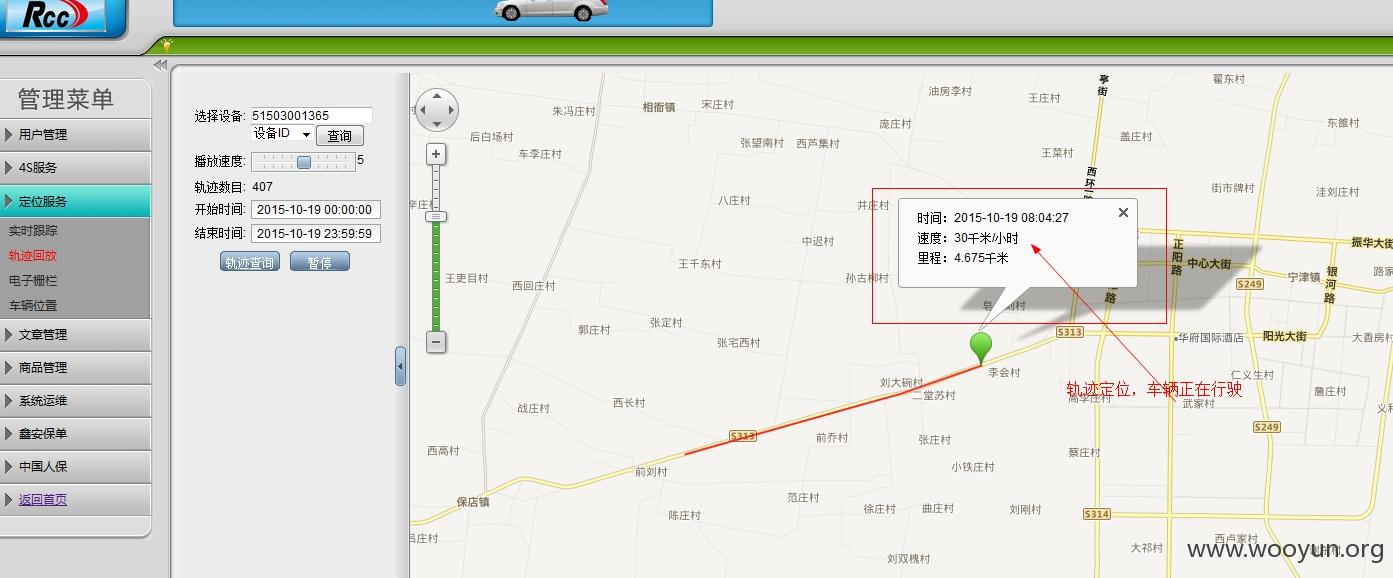 Rcc
管理菜单
用户管理
4S服务
定位服务
实时跟踪
轨迹回放
电子栅栏
车辆位置
文章管理
商品管理
系统运维
鑫安保单
中国人保
返回首页
选择设备: 51503001365
设备ID 查询
播放速度: 5
轨迹数目: 407
开始时间: 2015-10-19 00:00:00
结束时间: 2015-10-19 23:59:59
轨迹查询 暂停
时间：2015-10-19 08:04:27
速度：30千米/小时
里程：4.675千米
轨迹定位，车辆正在行驶
朱冯庄村
相衙镇
宋庄村
油房李村
亭街
翟东村
王庄村
后白场村
车李庄村
张望南村
西芦集村
庞庄村
盖庄村
王菜村
八庄村
井庄村
街市牌村
洼刘庄村
中迟村
王千东村
孙古柳村
王吏目村
西回庄村
正阳路
中心大街
振华大街
宁津镇
银河路
S249
郭庄村
张定村
张宅西村
S313
华府国际酒店
阳光大街
大香房村
李会村
刘大碗村
二堂苏村
仁义生村
詹庄村
武家村
战庄村
西长村
S313
前乔村
张庄村
S249
西高村
前刘村
小铁庄村
蔡庄村
保店镇
范庄村
徐庄村
曲庄村
刘刚村
S314
陈庄村
吕庄村
刘双槐村
大祁村
西卢家村
www.wooyun.org